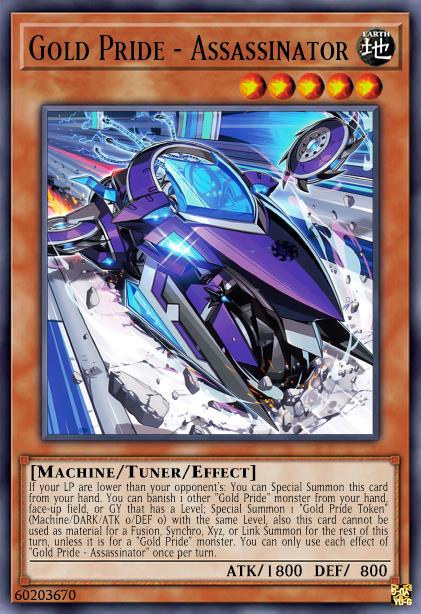 Gold Pride - Assassinator
EARTH
地
[Machine/Tuner/Effect]
If your LP are lower than your opponent's: You can Special Summon this card
from your hand. You can banish 1 other "Gold Pride" monster from your hand,
face-up field, or GY that has a Level; Special Summon 1 "Gold Pride Token"
(Machine/DARK/ATK 0/DEF 0) with the same Level, also this card cannot be
used as material for a Fusion, Synchro, Xyz, or Link Summon for the rest of this
turn, unless it is for a "Gold Pride" monster. You can only use each effect of
"Gold Pride - Assassinator" once per turn.
ATK/1800 DEF/ 800
60203670